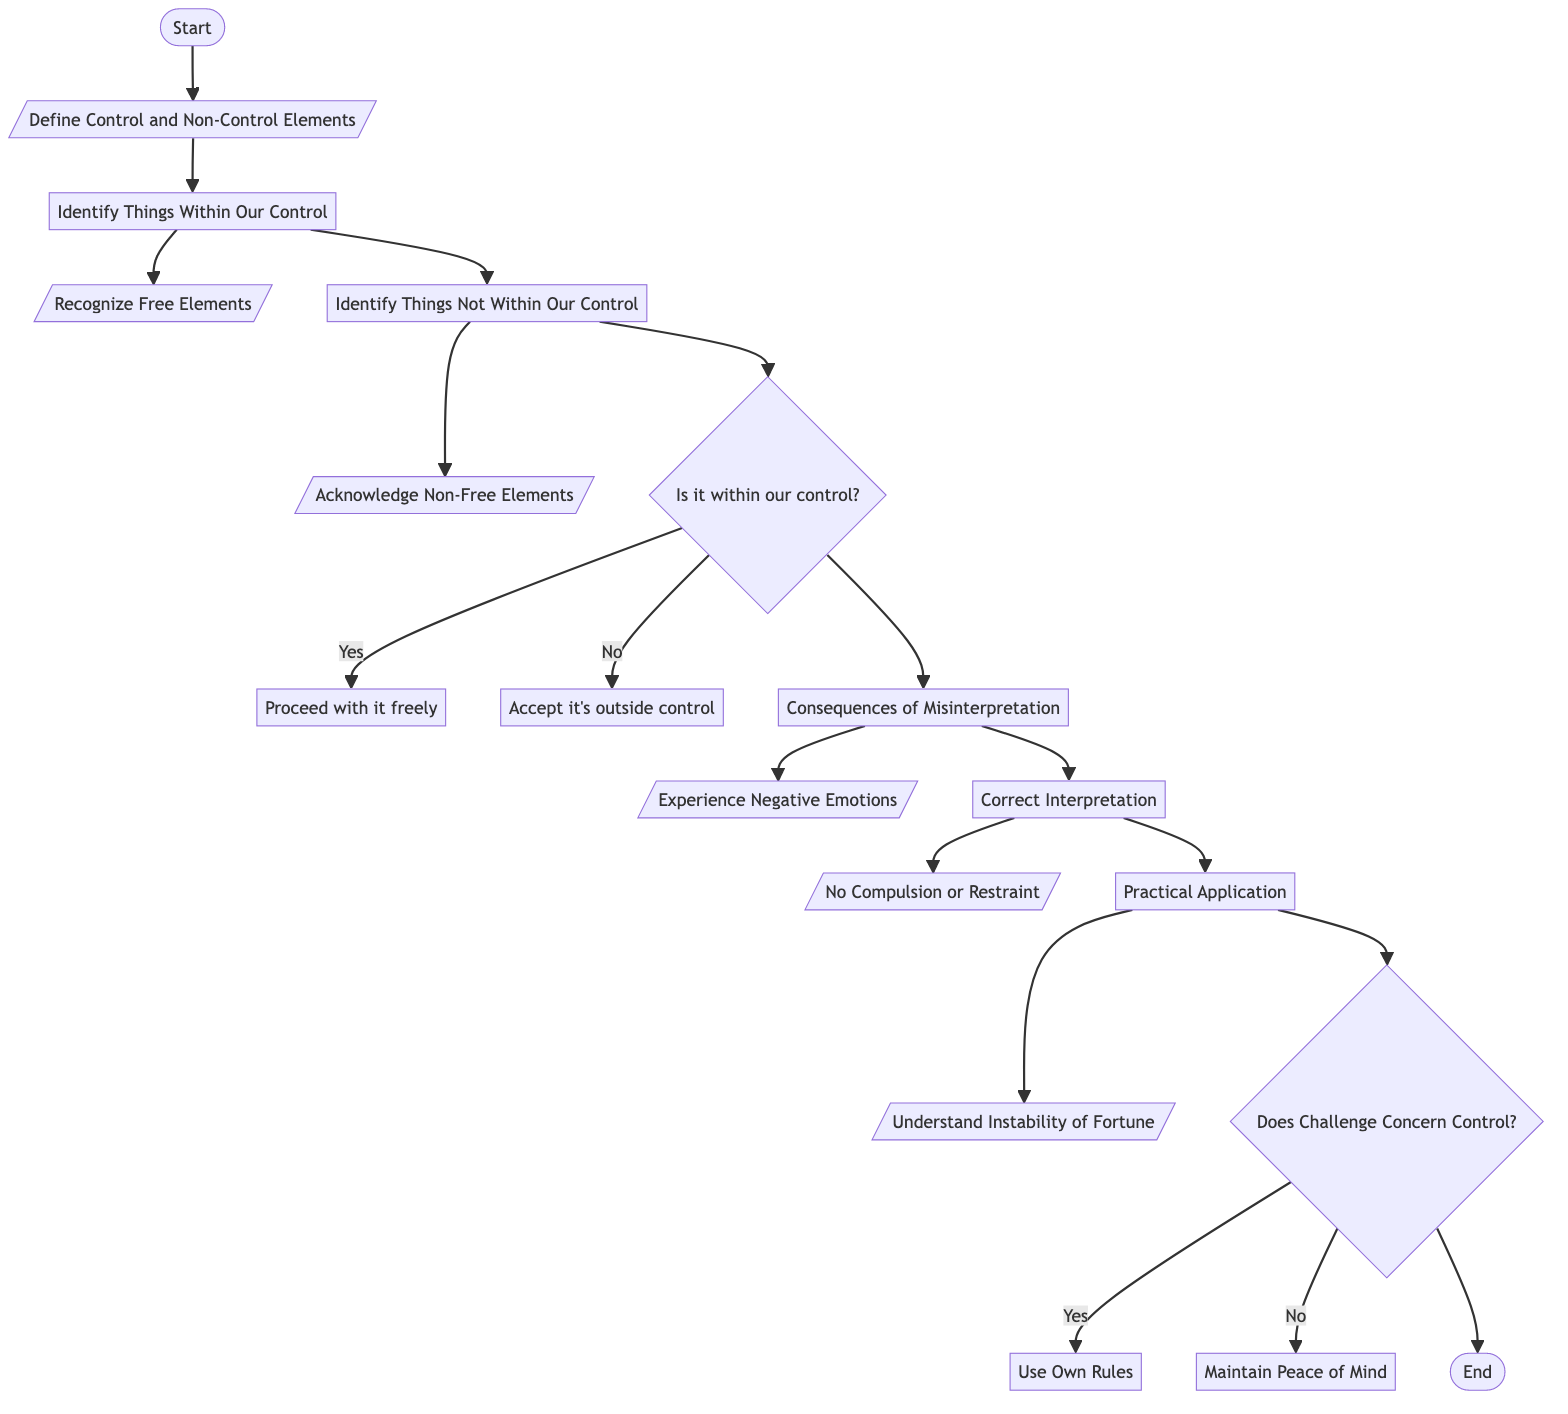 Start
Define Control and Non-Control Elements
Identify Things Within Our Control
Recognize Free Elements
Identify Things Not Within Our Control
Acknowledge Non-Free Elements
Is it within our control?
Yes
No
Proceed with it freely
Accept it's outside control
Consequences of Misinterpretation
Experience Negative Emotions
Correct Interpretation
No Compulsion or Restraint
Practical Application
Understand Instability of Fortune
Does Challenge Concern Control?
Yes
No
Use Own Rules
Maintain Peace of Mind
End